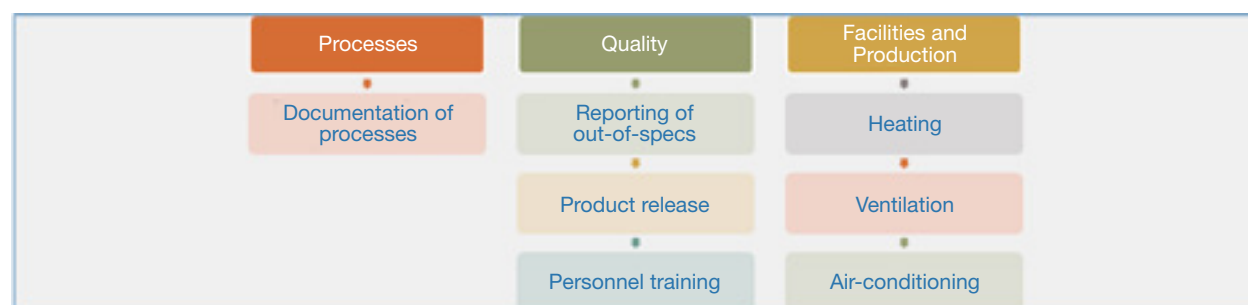 Processes
Documentation of
processes
Quality
Reporting of
out-of-specs
Product release
Personnel training
Facilities and
Production
Heating
Ventilation
Air-conditioning